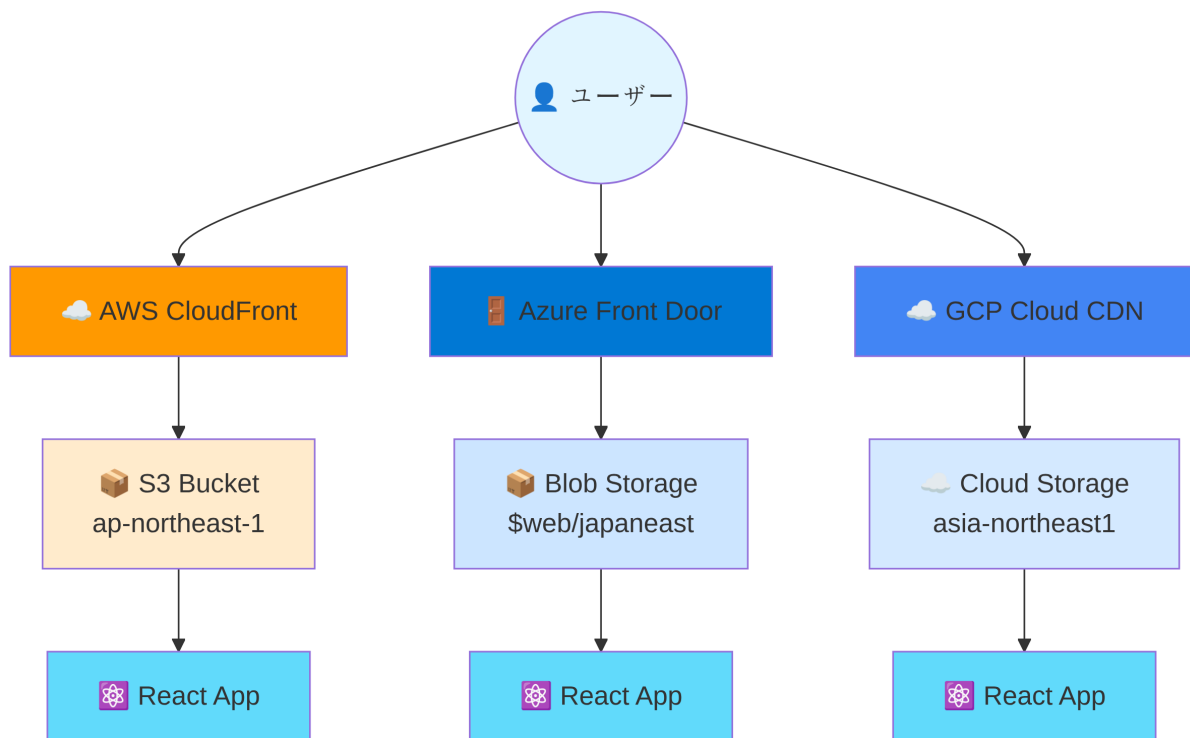 👤 ユーザー
☁️ AWS CloudFront
🚪 Azure Front Door
☁️ GCP Cloud CDN
📦 S3 Bucket
ap-northeast-1
📦 Blob Storage
$web/japaneast
☁️ Cloud Storage
asia-northeast1
⚛️ React App
⚛️ React App
⚛️ React App